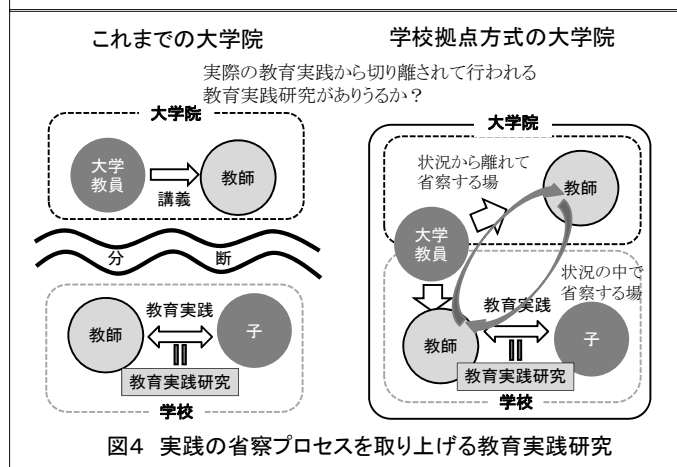 これまでの大学院
学校拠点方式の大学院
実際の教育実践から切り離されて行われる
教育実践研究がありうるか？
大学院
大学
教員
講義
教師
分 断
教師
教育実践
子
教育実践研究
学校
大学院
状況から離れて
省察する場
教師
大学
教員
状況の中で
省察する場
教育実践
教師
子
教育実践研究
学校
図4 実践の省察プロセスを取り上げる教育実践研究